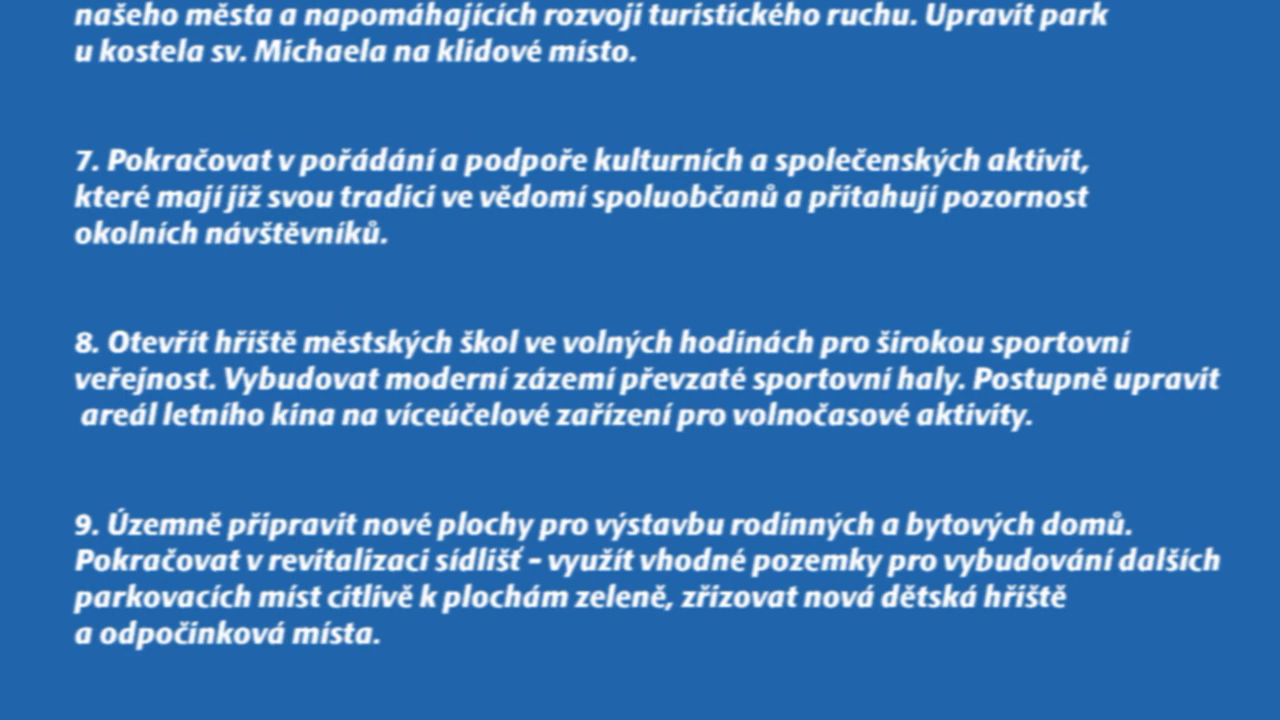 našeho města a napomáhajících rozvoji turistického ruchu. Upravit park
u kostela sv. Michaela na klidové místo.
7. Pokračovat v pořádání a podpoře kulturních a společenských aktivit,
které mají již svou tradici ve vědomí spoluobčanů a přitahují pozornost
okolních návštěvníků.
8. Otevřít hřiště městských škol ve volných hodinách pro širokou sportovní
veřejnost. Vybudovat moderní zázemí převzaté sportovní haly. Postupně upravit
areál letního kina na víceúčelové zařízení pro volnočasové aktivity.
9. Územně připravit nové plochy pro výstavbu rodinných a bytových domů.
Pokračovat v revitalizaci sídlišť – využít vhodné pozemky pro vybudování dalších
parkovacích míst citlivě k plochám zeleně, zřizovat nová dětská hřiště
a odpočinková místa.